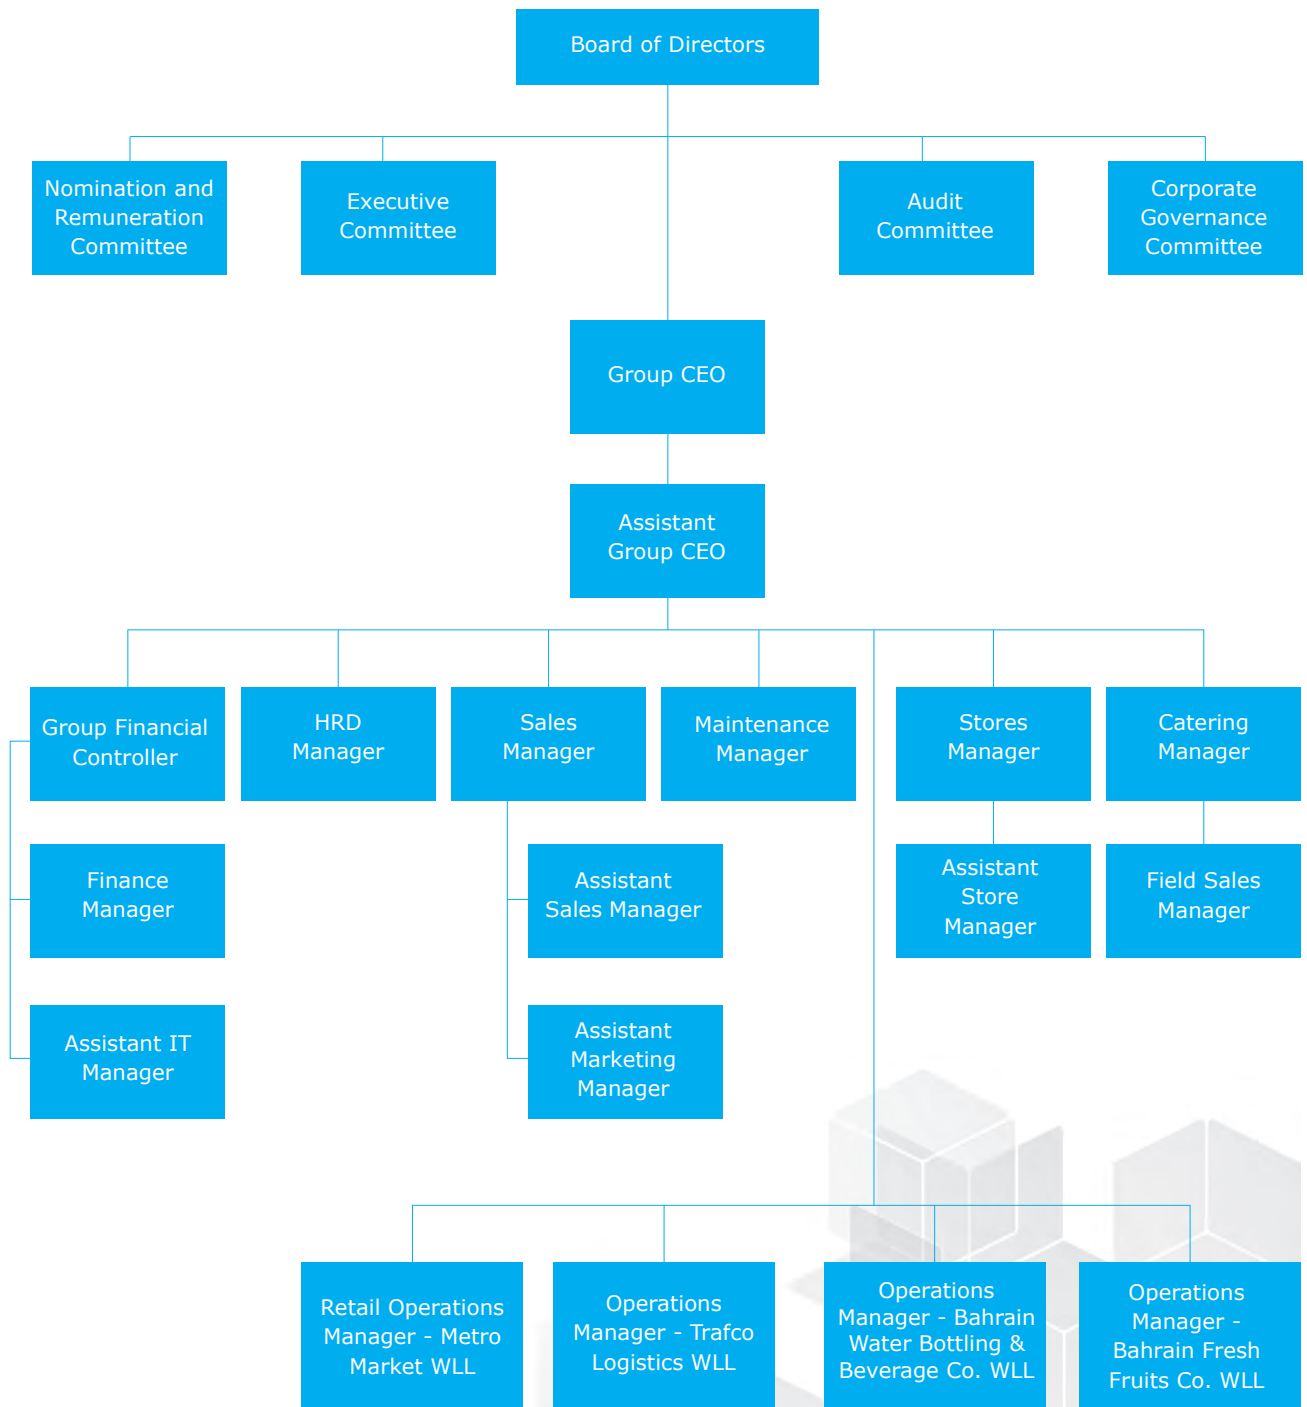 Board of Directors
Nomination and
Remuneration
Committee
Executive
Committee
Audit
Committee
Corporate
Governance
Committee
Group CEO
Assistant
Group CEO
Group Financial
Controller
HRD
Manager
Sales
Manager
Maintenance
Manager
Stores
Manager
Catering
Manager
Finance
Manager
Assistant
Sales Manager
Assistant
Store
Manager
Field Sales
Manager
Assistant IT
Manager
Assistant
Marketing
Manager
Retail Operations
Manager - Metro
Market WLL
Operations
Manager - Trafco
Logistics WLL
Operations
Manager - Bahrain
Water Bottling &
Beverage Co. WLL
Operations
Manager -
Bahrain Fresh
Fruits Co. WLL